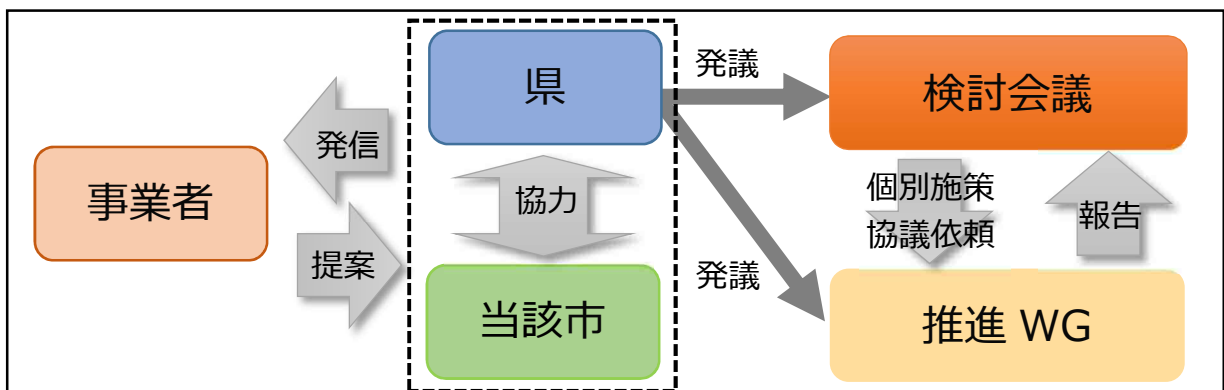 県
発議
検討会議
発信
事業者
協力
個別施策
協議依頼
報告
提案
発議
当該市
推進 WG